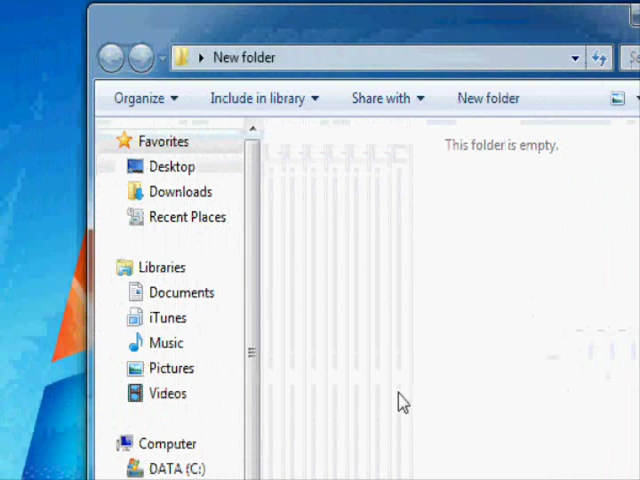 New folder
Organize
Include in library
Share with
New folder
This folder is empty.
Favorites
Desktop
Downloads
Recent Places
Libraries
Documents
iTunes
Music
Pictures
Videos
Computer
DATA (C:)